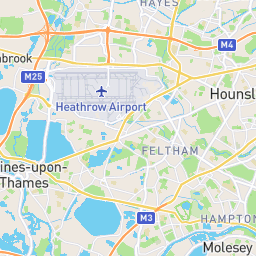 HAYES
nbrook
M4
M25
Heathrow Airport
Hounsl
FELTHAM
ines-upon-
Thames
M3
HAMPTON
Molesey